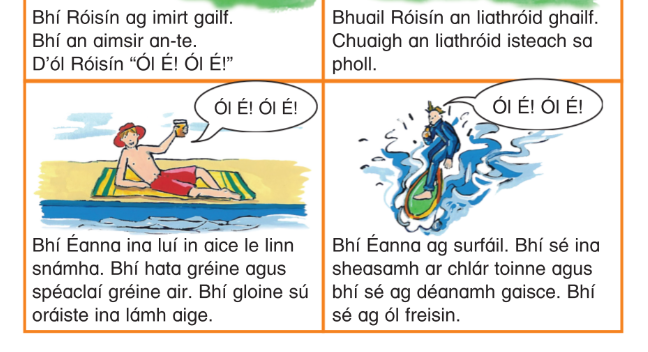 Bhí Róisín ag imirt gailf.
Bhí an aimsir an-te.
D'ól Róisín “Ól É! Ól É!”
Bhuail Róisín an liathróid ghailf.
Chuaigh an liathróid isteach sa
pholl.
Ól É! Ól É!
Bhí Éanna ina luí in aice le linn
snámha. Bhí hata gréine agus
spéaclaí gréine air. Bhí gloine sú
oráiste ina lámh aige.
Ól É! Ól É!
Bhí Éanna ag surfáil. Bhí sé ina
sheasamh ar chlár toinne agus
bhí sé ag déanamh gaisce. Bhí
sé ag ól freisin.